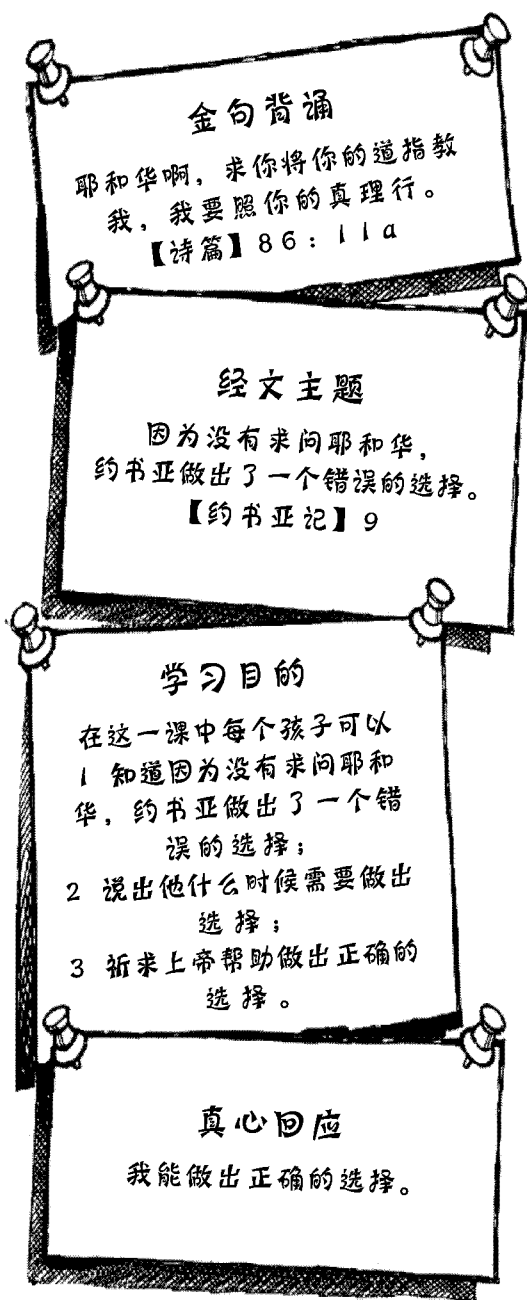 金句背诵
耶和华啊，求你将你的道指教
我，我要照你的真理行。
【诗篇】86：11a
经文主题
因为没有求问耶和华，
约书亚做出了一个错误的选择。
【约书亚记】9
学习目的
在这一课中每个孩子可以
1 知道因为没有求问耶和
华，约书亚做出了一个错
误的选择；
2 说出他什么时候需要做出
选择；
3 祈求上帝帮助做出正确的
选择。
真心回应
我能做出正确的选择。